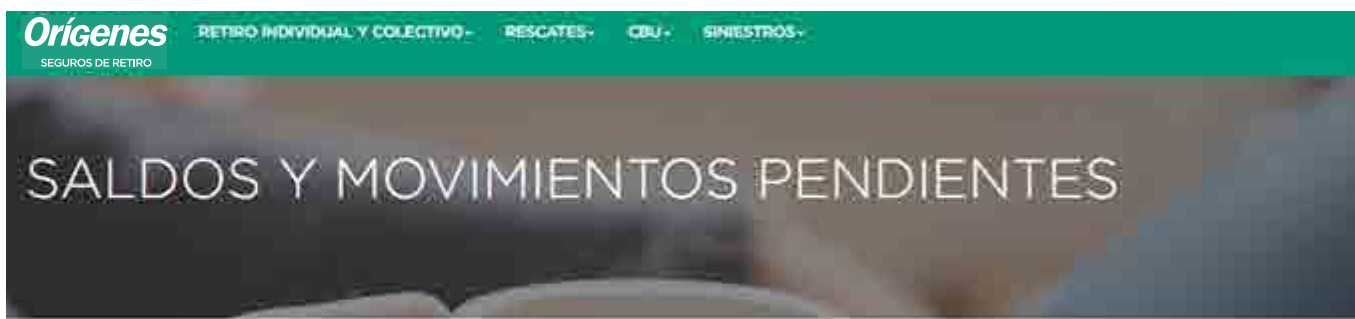 Orígenes
SEGUROS DE RETIRO
RETIRO INDIVIDUAL Y COLECTIVO RESCATES CBU SINIESTROS
SALDOS Y MOVIMIENTOS PENDIENTES